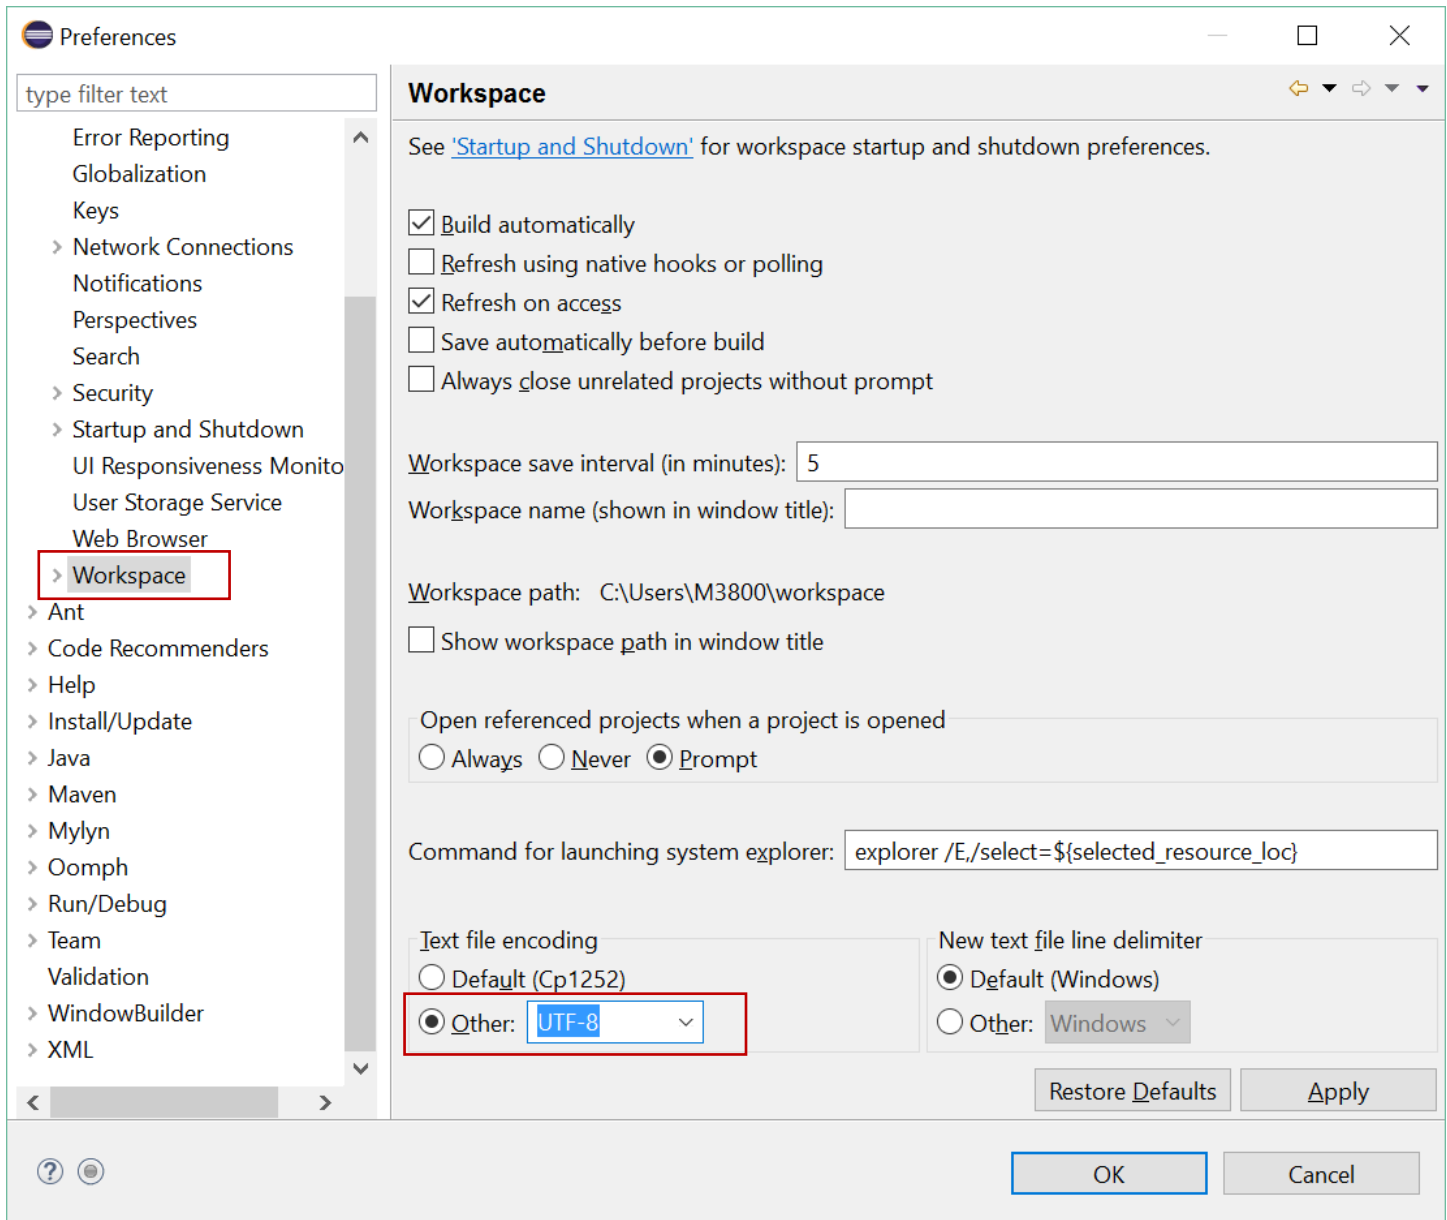 Preferences
type filter text
Error Reporting
Globalization
Keys
Network Connections
Notifications
Perspectives
Search
Security
Startup and Shutdown
UI Responsiveness Monito
User Storage Service
Web Browser
Workspace
Ant
Code Recommenders
Help
Install/Update
Java
Maven
Mylyn
Oomph
Run/Debug
Team
Validation
WindowBuilder
XML
Workspace
See 'Startup and Shutdown' for workspace startup and shutdown preferences.
Build automatically
Refresh using native hooks or polling
Refresh on access
Save automatically before build
Always close unrelated projects without prompt
Workspace save interval (in minutes): 5
Workspace name (shown in window title):
Workspace path: C:\Users\M3800\workspace
Show workspace path in window title
Open referenced projects when a project is opened
Always Never Prompt
Command for launching system explorer: explorer /E,/select=${selected_resource_loc}
Text file encoding
Default (Cp1252)
Other: UTF-8
New text file line delimiter
Default (Windows)
Other: Windows
Restore Defaults Apply
OK Cancel